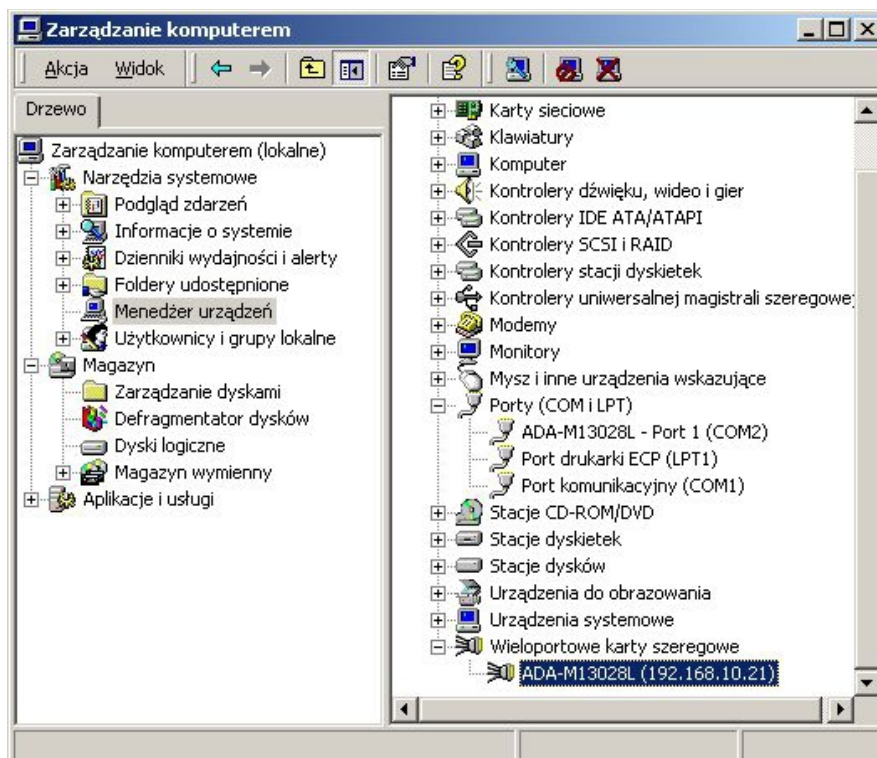 Zarządzanie komputerem
Akcja Widok
Drzewo
Zarządzanie komputerem (lokalne)
Narzędzia systemowe
Podgląd zdarzeń
Informacje o systemie
Dzienniki wydajności i alerty
Foldery udostępnione
Menedżer urządzeń
Użytkownicy i grupy lokalne
Magazyn
Zarządzanie dyskami
Defragmentator dysków
Dyski logiczne
Magazyn wymienny
Aplikacje i usługi
Karty sieciowe
Klawiatury
Komputer
Kontrolery dźwięku, wideo i gier
Kontrolery IDE ATA/ATAPI
Kontrolery SCSI i RAID
Kontrolery stacji dyskietek
Kontrolery uniwersalnej magistrali szeregowej
Modemy
Monitory
Mysz i inne urządzenia wskazujące
Porty (COM i LPT)
ADA-M13028L - Port 1 (COM2)
Port drukarki ECP (LPT1)
Port komunikacyjny (COM1)
Stacje CD-ROM/DVD
Stacje dyskietek
Stacje dysków
Urządzenia do obrazowania
Urządzenia systemowe
Wieloportowe karty szeregowe
ADA-M13028L (192.168.10.21)